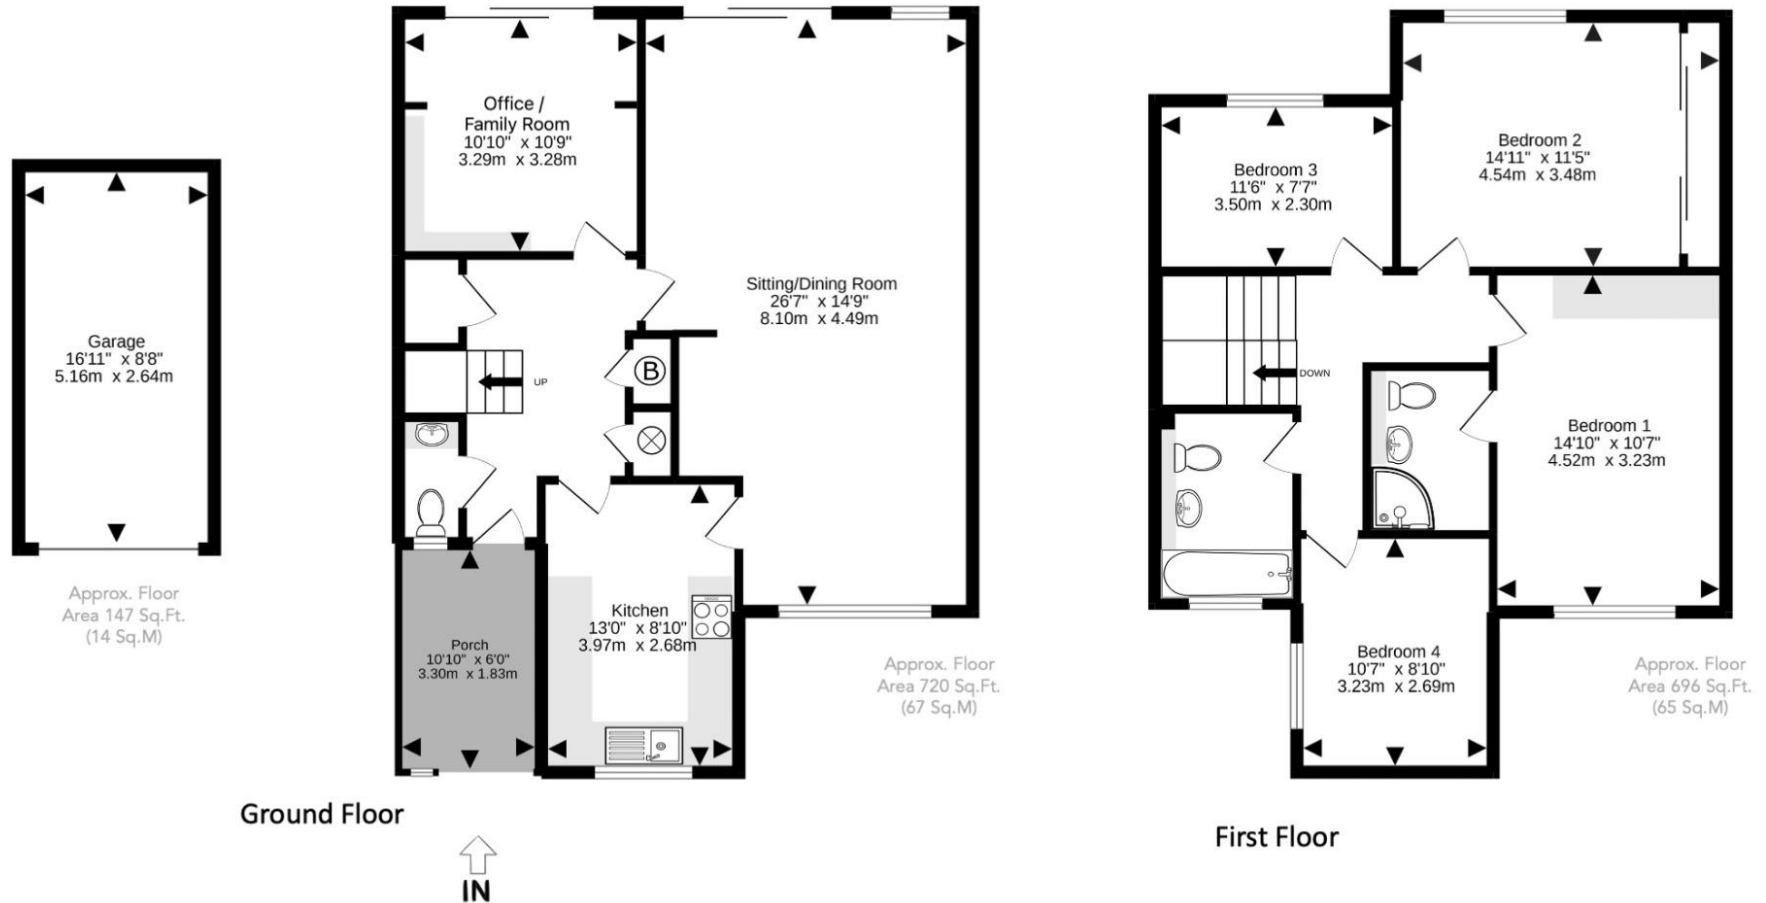 Garage
16'11" x 8'8"
5.16m x 2.64m
Approx. Floor
Area 147 Sq.Ft.
(14 Sq.M)
Office /
Family Room
10'10" x 10'9"
3.29m x 3.28m
Sitting/Dining Room
26'7" x 14'9"
8.10m x 4.49m
UP
B
Kitchen
13'0" x 8'10"
3.97m x 2.68m
Porch
10'10" x 6'0"
3.30m x 1.83m
Approx. Floor
Area 720 Sq.Ft.
(67 Sq.M)
Ground Floor
IN
Bedroom 2
14'11" x 11'5"
4.54m x 3.48m
Bedroom 3
11'6" x 7'7"
3.50m x 2.30m
DOWN
Bedroom 1
14'10" x 10'7"
4.52m x 3.23m
Bedroom 4
10'7" x 8'10"
3.23m x 2.69m
Approx. Floor
Area 696 Sq.Ft.
(65 Sq.M)
First Floor